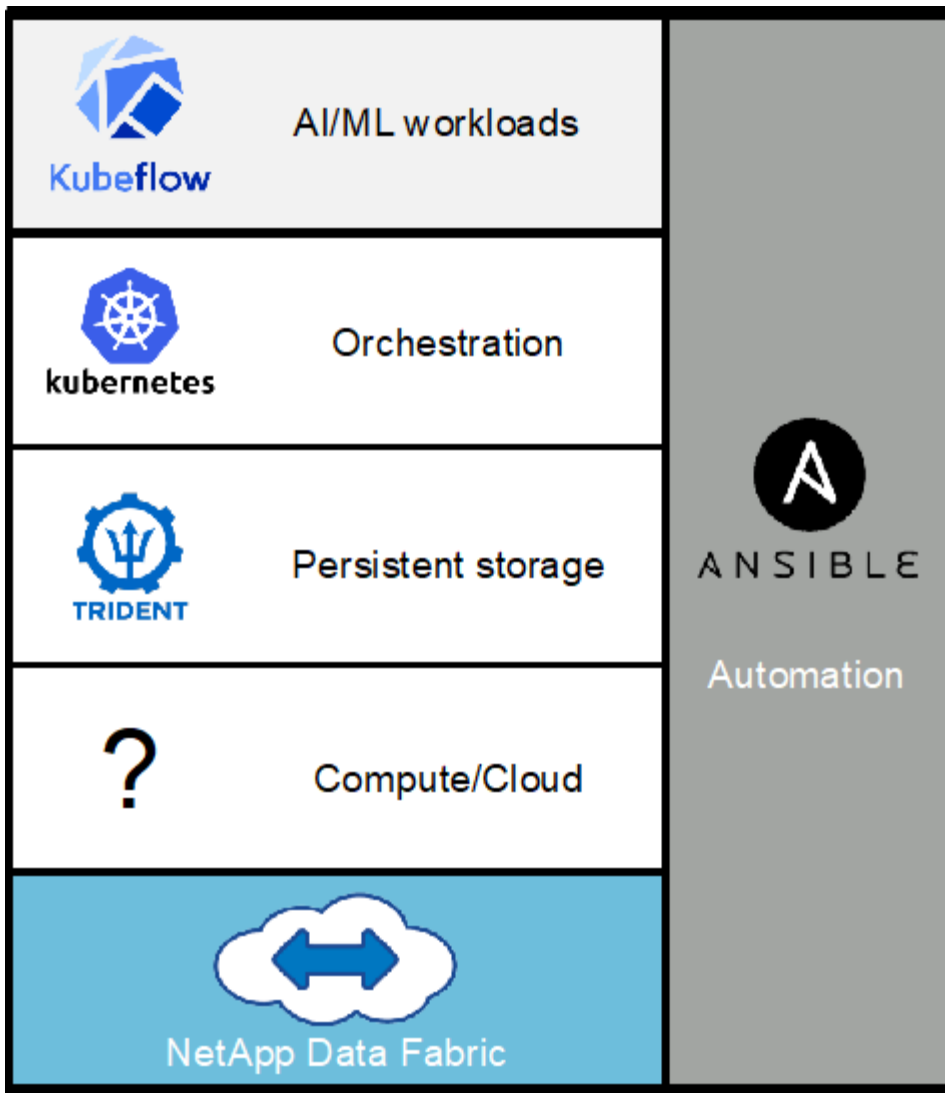 Kubeflow
AI/ML workloads
kubernetes
Orchestration
TRIDENT
Persistent storage
?
Compute/Cloud
NetApp Data Fabric
ANSIBLE
Automation